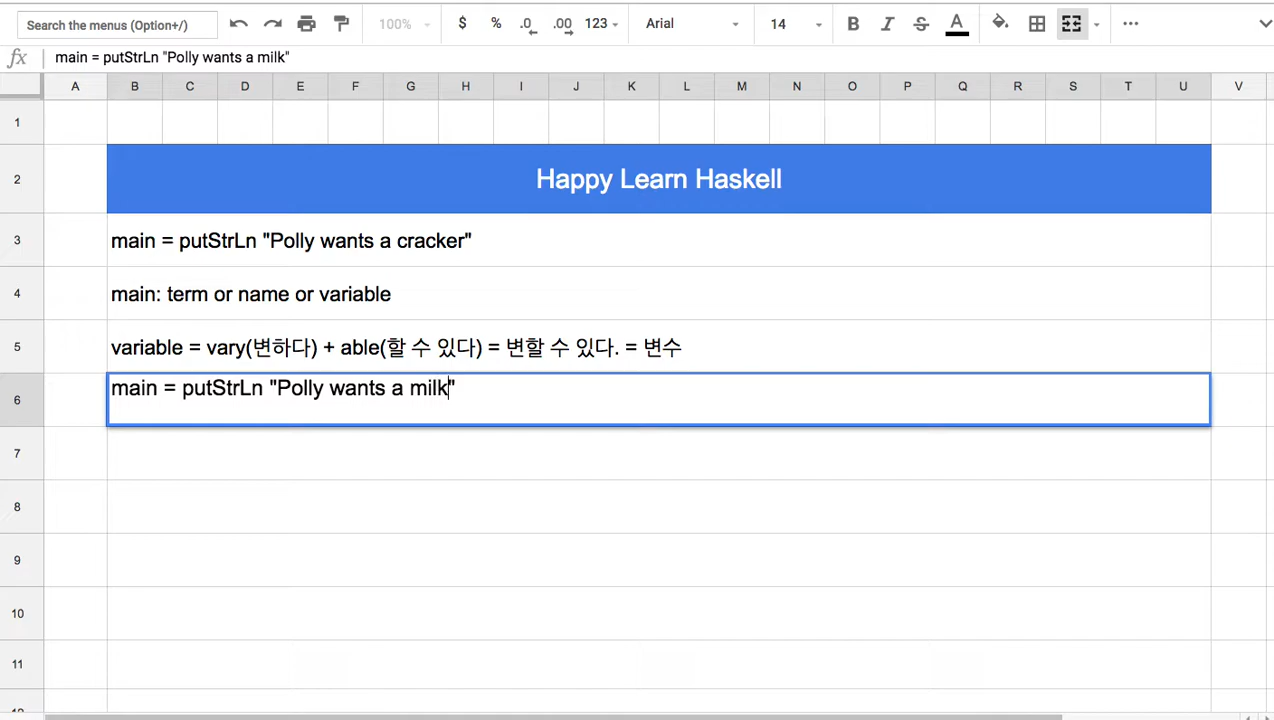 Search the menus (Option+/)
100%
$ % .0 .00 123
Arial
14
B I S A
fx main = putStrLn "Polly wants a milk"
A B C D E F G H I J K L M N O P Q R S T U V
1
2 Happy Learn Haskell
3 main = putStrLn "Polly wants a cracker"
4 main: term or name or variable
5 variable = vary(변하다) + able(할 수 있다) = 변할 수 있다. = 변수
6 main = putStrLn "Polly wants a milk"
7
8
9
10
11